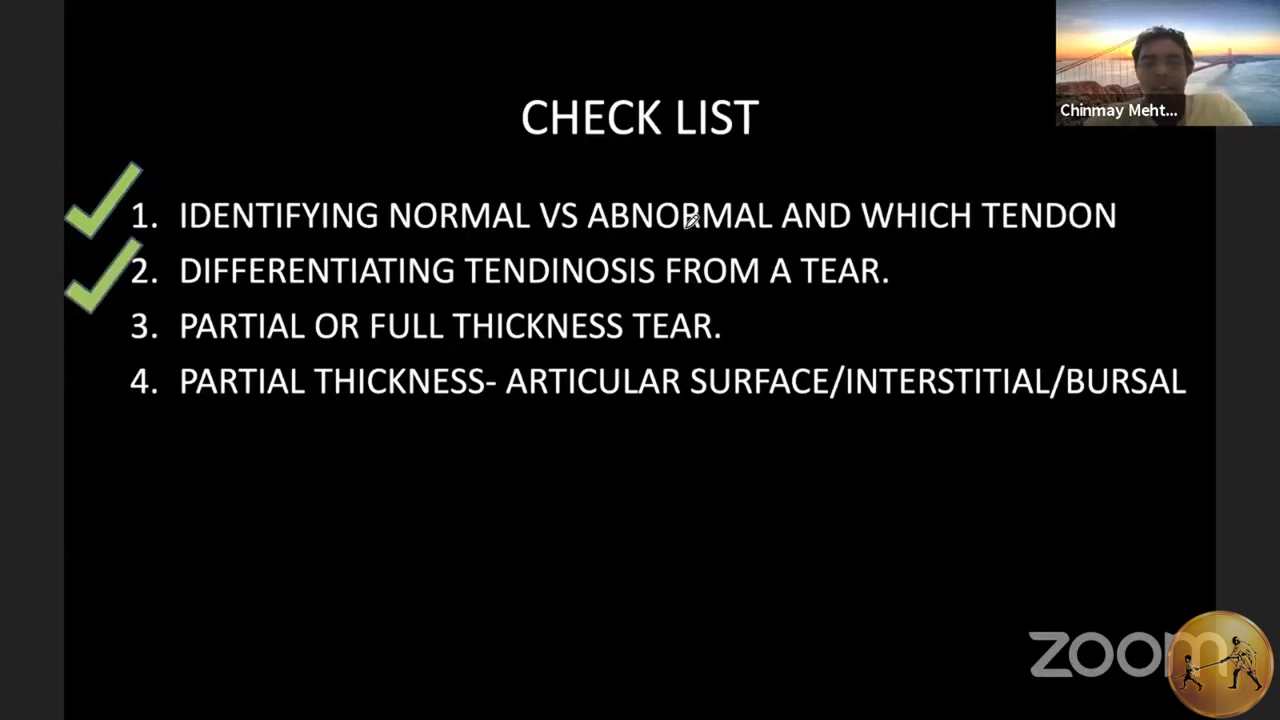 Chinmay Meht...
CHECK LIST
1. IDENTIFYING NORMAL VS ABNORMAL AND WHICH TENDON
2. DIFFERENTIATING TENDINOSIS FROM A TEAR.
3. PARTIAL OR FULL THICKNESS TEAR.
4. PARTIAL THICKNESS- ARTICULAR SURFACE/INTERSTITIAL/BURSAL
zoom